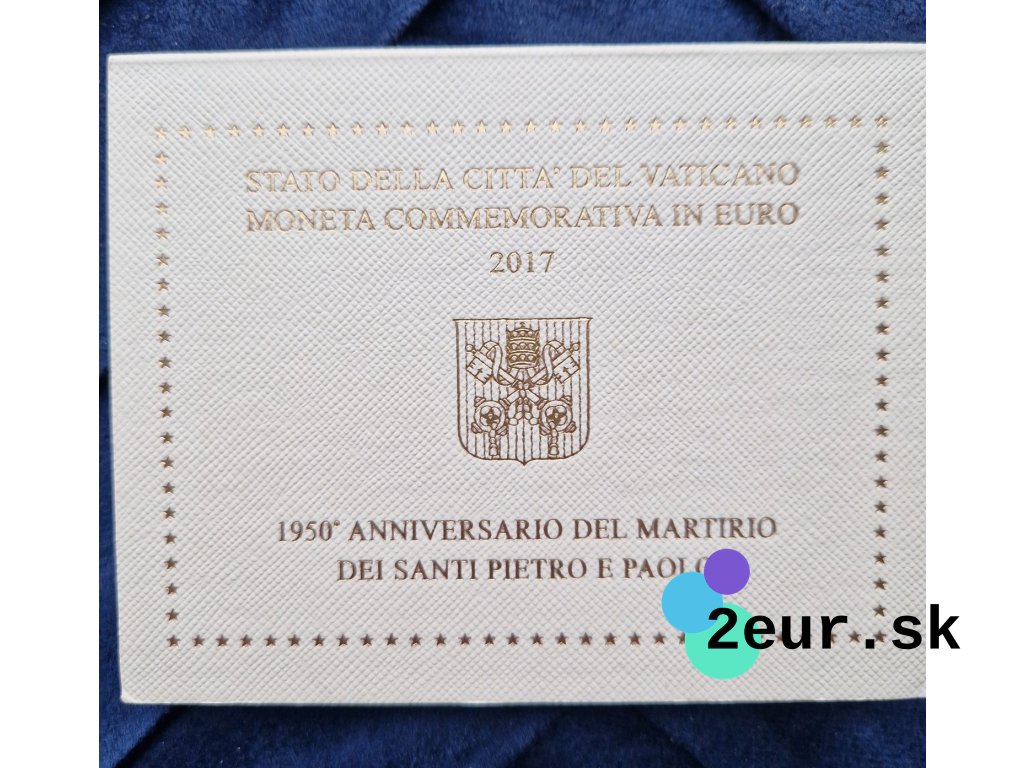 STATO DELLA CITTA' DEL VATICANO
MONETA COMMEMORATIVA IN EURO
2017
1950° ANNIVERSARIO DEL MARTIRIO
DEI SANTI PIETRO E PAOLO
2eur.sk